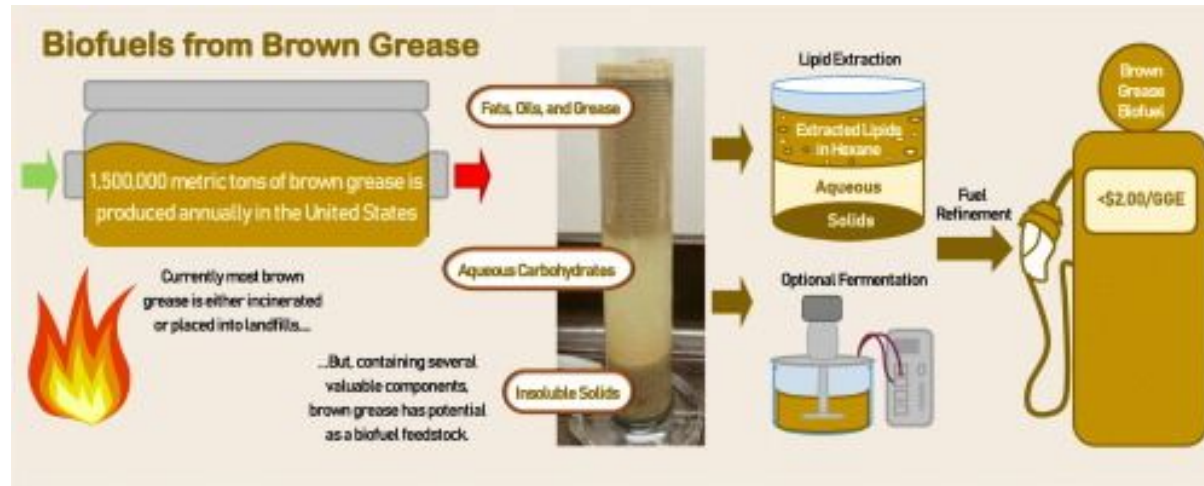 Biofuels from Brown Grease
1,500,000 metric tons of brown grease is
produced annually in the United States
Currently most brown
grease is either incinerated
or placed into landfills....
...But, containing several
valuable components,
brown grease has potential
as a biofuel feedstock.
Fats, Oils, and Grease
Aqueous Carbohydrates
Insoluble Solids
Lipid Extraction
Extracted Lipids
in Hexane
Aqueous
Solids
Optional Fermentation
Fuel
Refinement
Brown
Grease
Biofuel
<$2.00/GGE